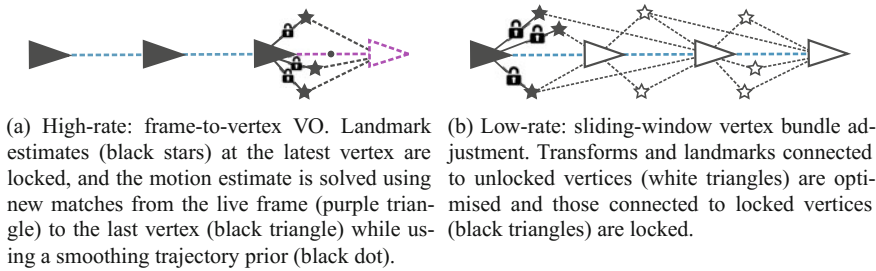 (a) High-rate: frame-to-vertex VO. Landmark
estimates (black stars) at the latest vertex are
locked, and the motion estimate is solved using
new matches from the live frame (purple trian-
gle) to the last vertex (black triangle) while us-
ing a smoothing trajectory prior (black dot).
(b) Low-rate: sliding-window vertex bundle ad-
justment. Transforms and landmarks connected
to unlocked vertices (white triangles) are opti-
mised and those connected to locked vertices
(black triangles) are locked.